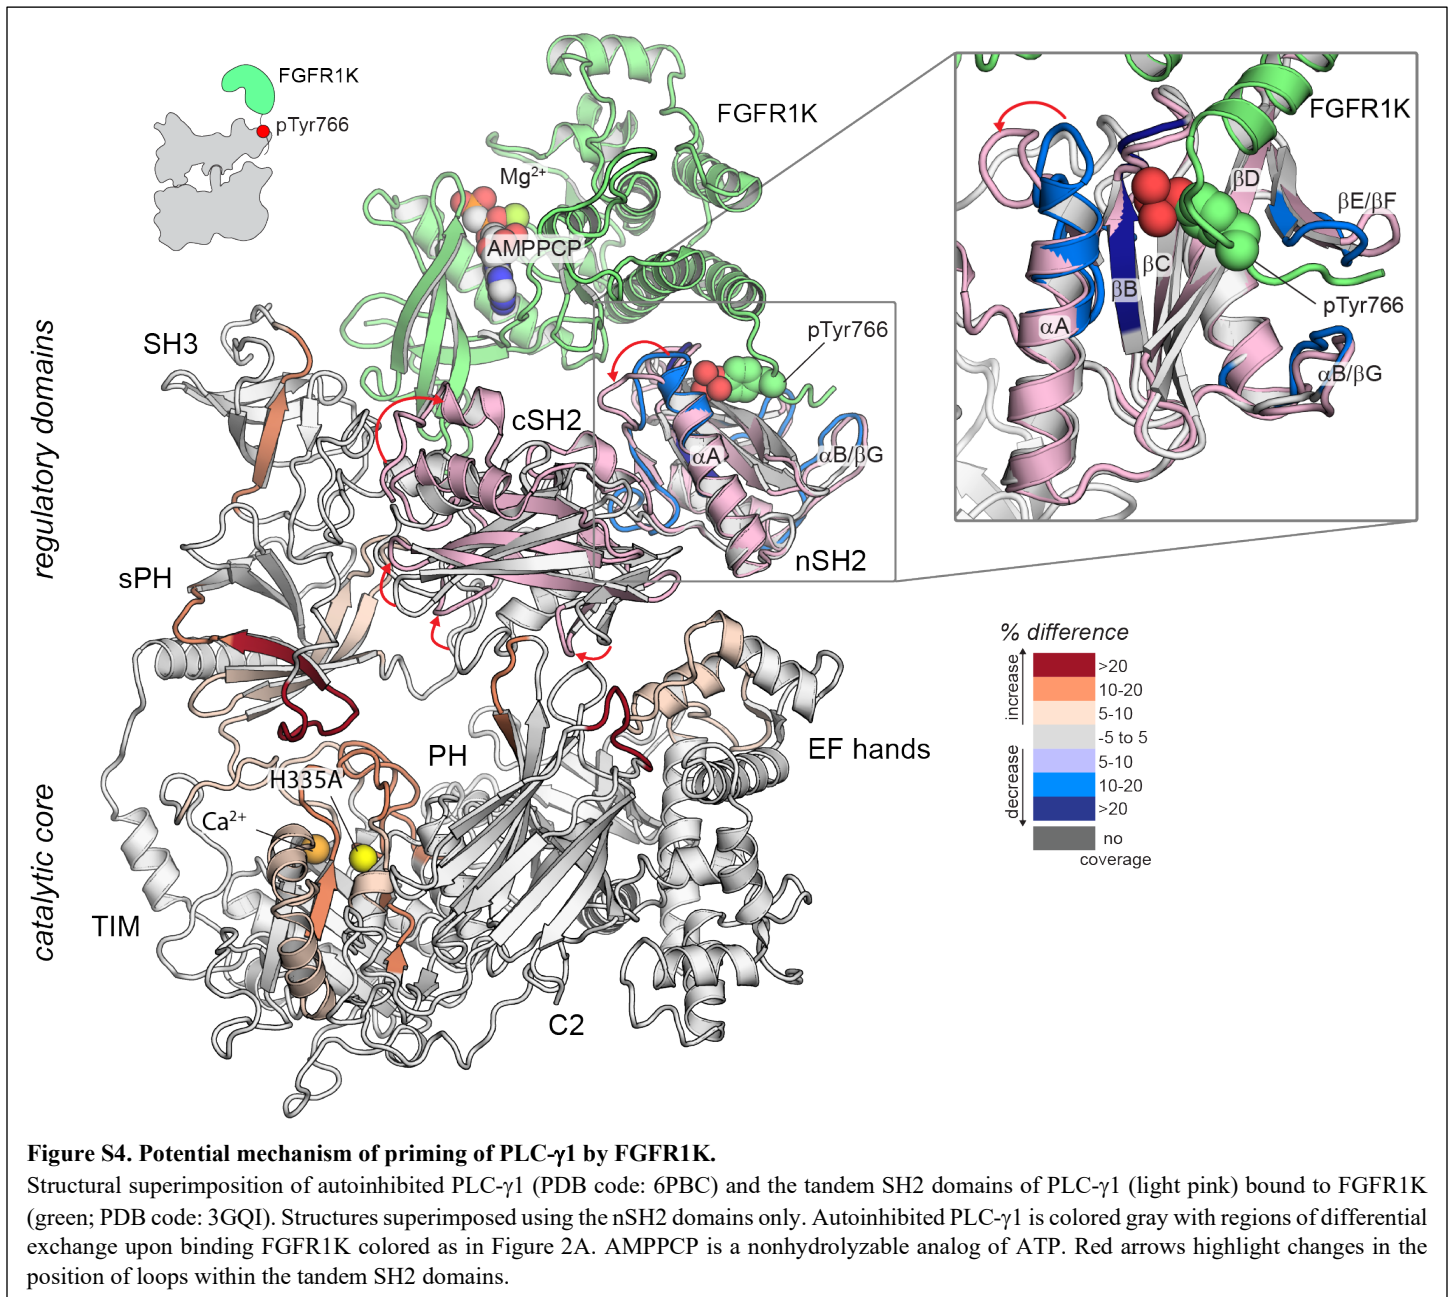 FGFR1K
pTyr766
FGFR1K
Mg2+
AMPPCP
pTyr766
SH3
cSH2
αA
αB/βG
nSH2
regulatory domains
sPH
PH
EF hands
H335A
Ca2+
catalytic core
TIM
C2
FGFR1K
βD
βE/βF
βC
βB
pTyr766
αA
αB/βG
% difference
increase
decrease
>20
10-20
5-10
-5 to 5
5-10
10-20
>20
no
coverage
Figure S4. Potential mechanism of priming of PLC-γ1 by FGFR1K.
Structural superimposition of autoinhibited PLC-γ1 (PDB code: 6PBC) and the tandem SH2 domains of PLC-γ1 (light pink) bound to FGFR1K
(green; PDB code: 3GQI). Structures superimposed using the nSH2 domains only. Autoinhibited PLC-γ1 is colored gray with regions of differential
exchange upon binding FGFR1K colored as in Figure 2A. AMPPCP is a nonhydrolyzable analog of ATP. Red arrows highlight changes in the
position of loops within the tandem SH2 domains.